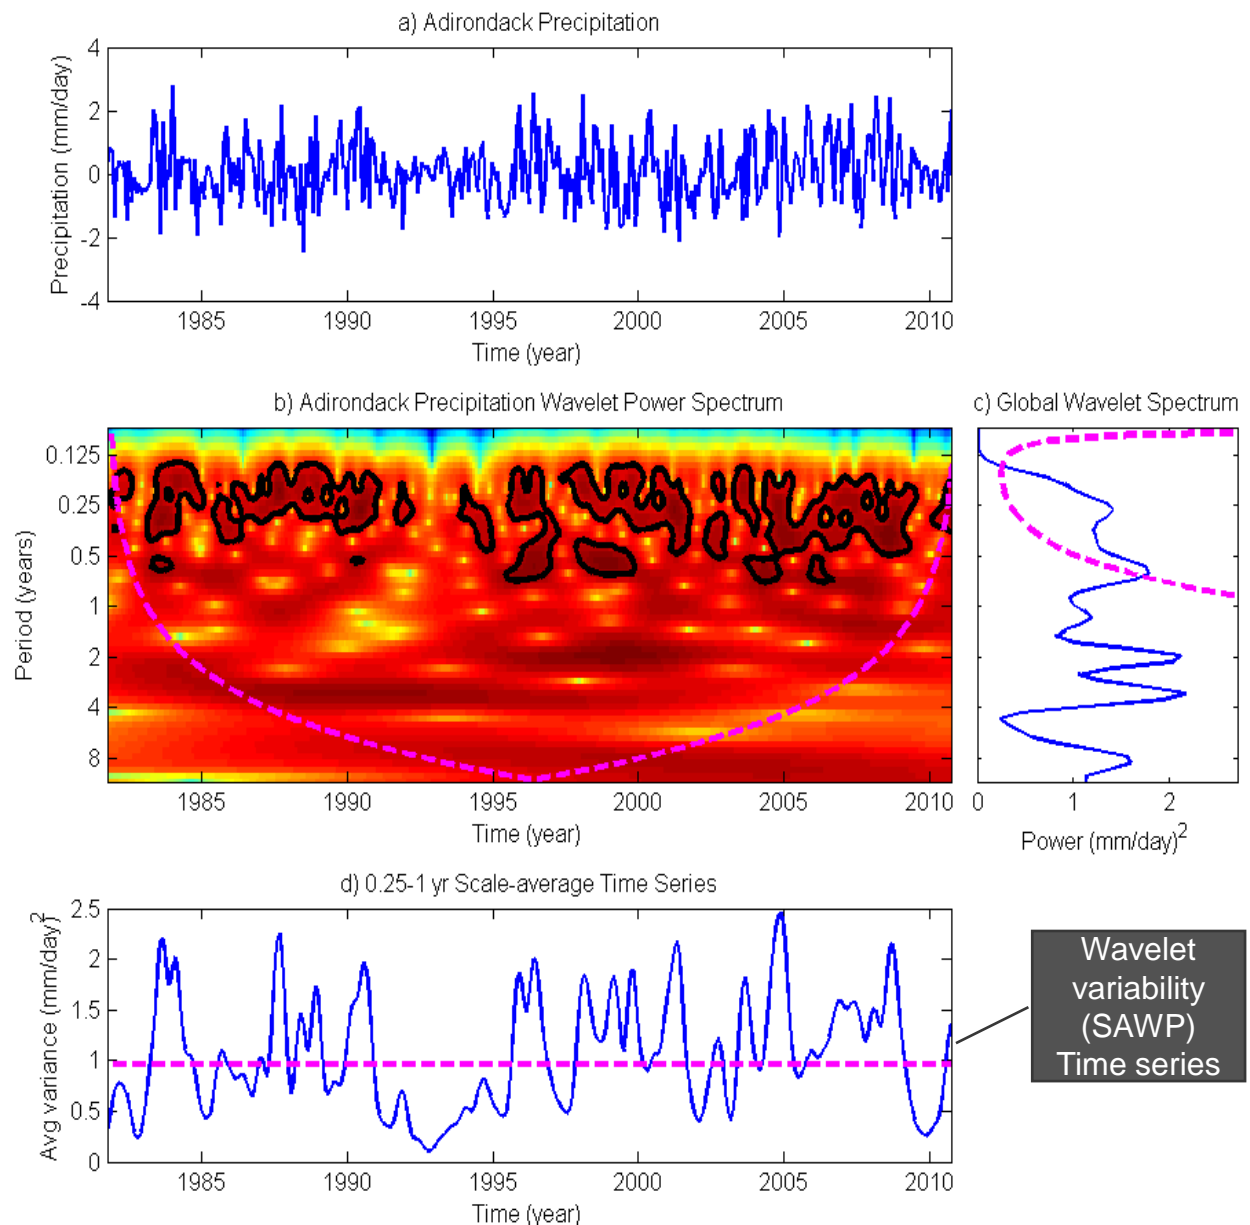 a) Adirondack Precipitation
Precipitation (mm/day)
4
2
0
-2
-4
1985 1990 1995 2000 2005 2010
Time (year)
b) Adirondack Precipitation Wavelet Power Spectrum
Period (years)
0.125
0.25
0.5
1
2
4
8
1985 1990 1995 2000 2005 2010
Time (year)
c) Global Wavelet Spectrum
0 1 2
Power (mm/day)2
d) 0.25-1 yr Scale-average Time Series
Avg variance (mm/day)2
2.5
2
1.5
1
0.5
0
1985 1990 1995 2000 2005 2010
Time (year)
Wavelet
variability
(SAWP)
Time series